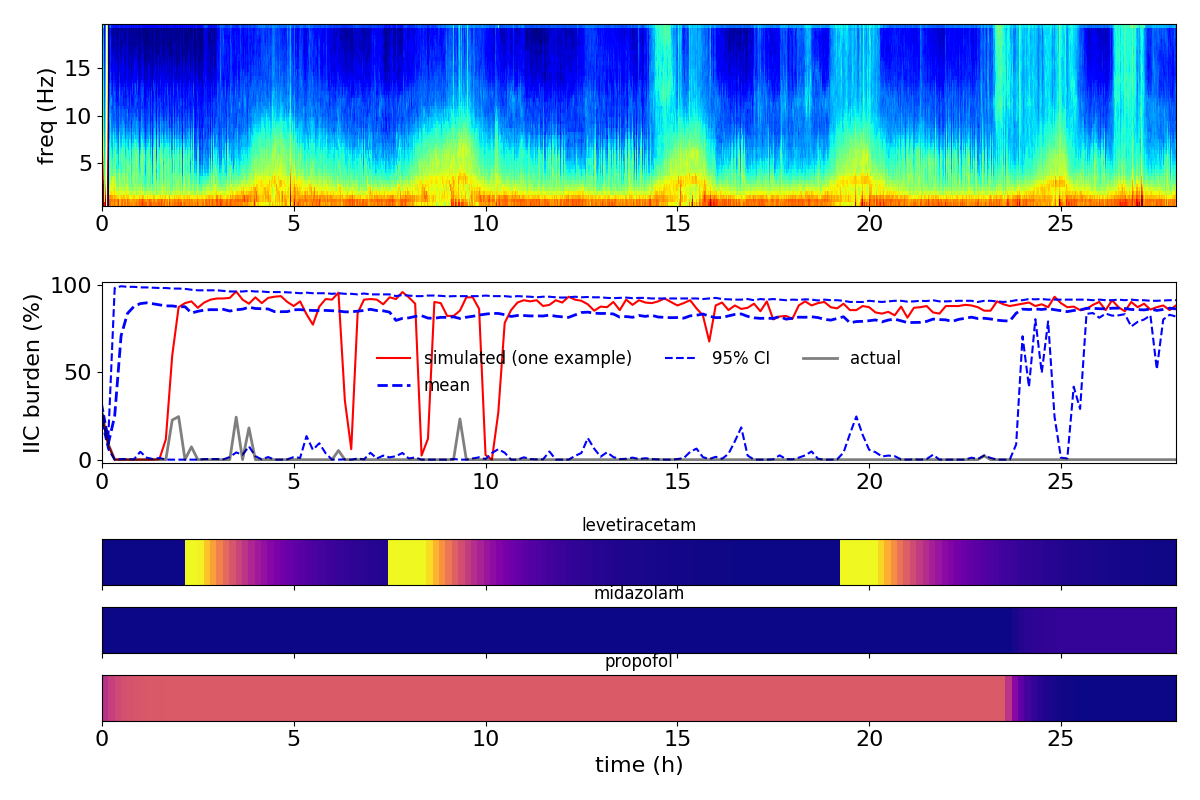 freq (Hz)
15
10
5
0 5 10 15 20 25
IIC burden (%)
100
50
0
simulated (one example) 95% CI actual
mean
0 5 10 15 20 25
levetiracetam
midazolam
propofol
0 5 10 15 20 25
time (h)